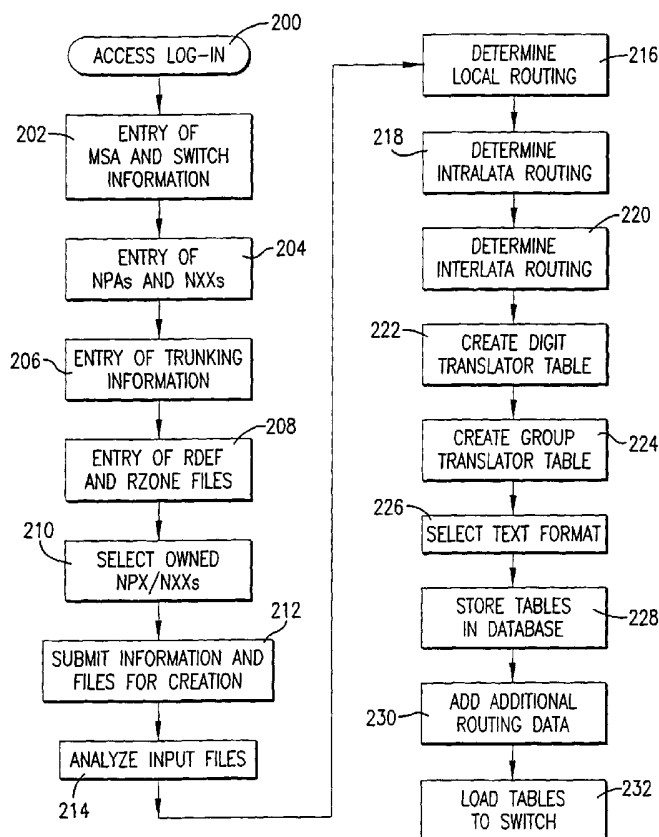 200
ACCESS LOG-IN
202
ENTRY OF
MSA AND SWITCH
INFORMATION
204
ENTRY OF
NPAs AND NXXs
206
ENTRY OF TRUNKING
INFORMATION
208
ENTRY OF RDEF
AND RZONE FILES
210
SELECT OWNED
NPX/NXXs
212
SUBMIT INFORMATION AND
FILES FOR CREATION
ANALYZE INPUT FILES
214
DETERMINE
LOCAL ROUTING
216
218
DETERMINE
INTRALATA ROUTING
220
DETERMINE
INTERLATA ROUTING
222
CREATE DIGIT
TRANSLATOR TABLE
CREATE GROUP
TRANSLATOR TABLE
224
226
SELECT TEXT FORMAT
STORE TABLES
IN DATABASE
228
230
ADD ADDITIONAL
ROUTING DATA
232
LOAD TABLES
TO SWITCH